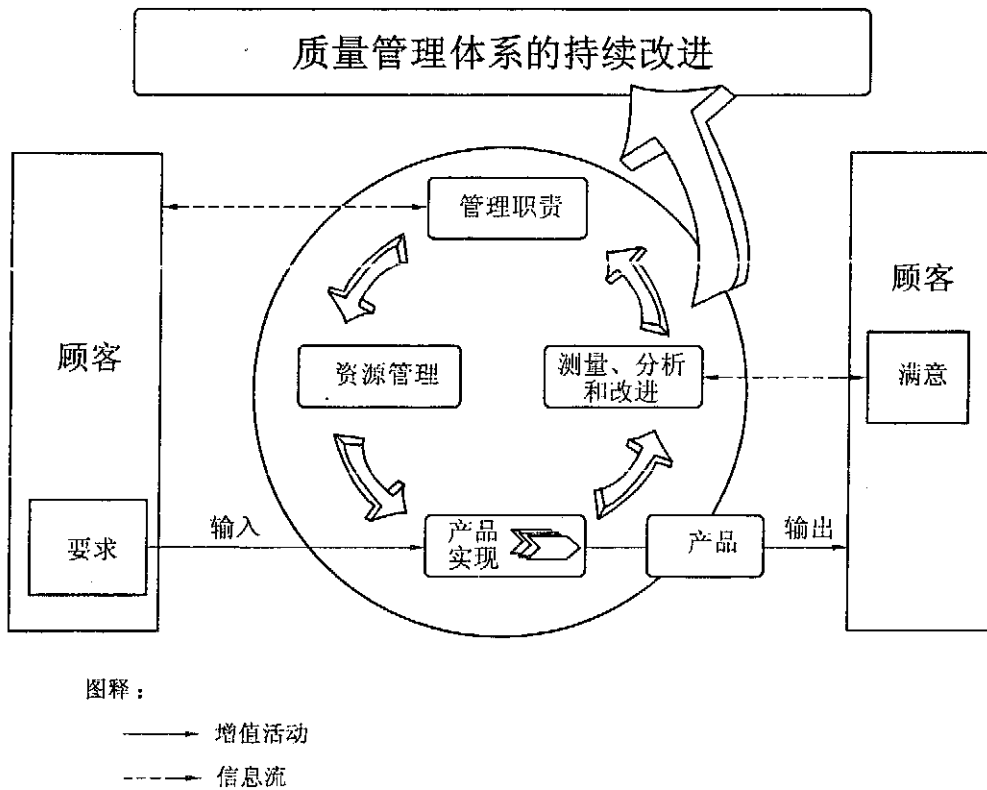 质量管理体系的持续改进
管理职责
顾客
顾客
资源管理
测量、分析
和改进
满意
要求
输入
产品
实现
产品
输出
图释：
增值活动
信息流